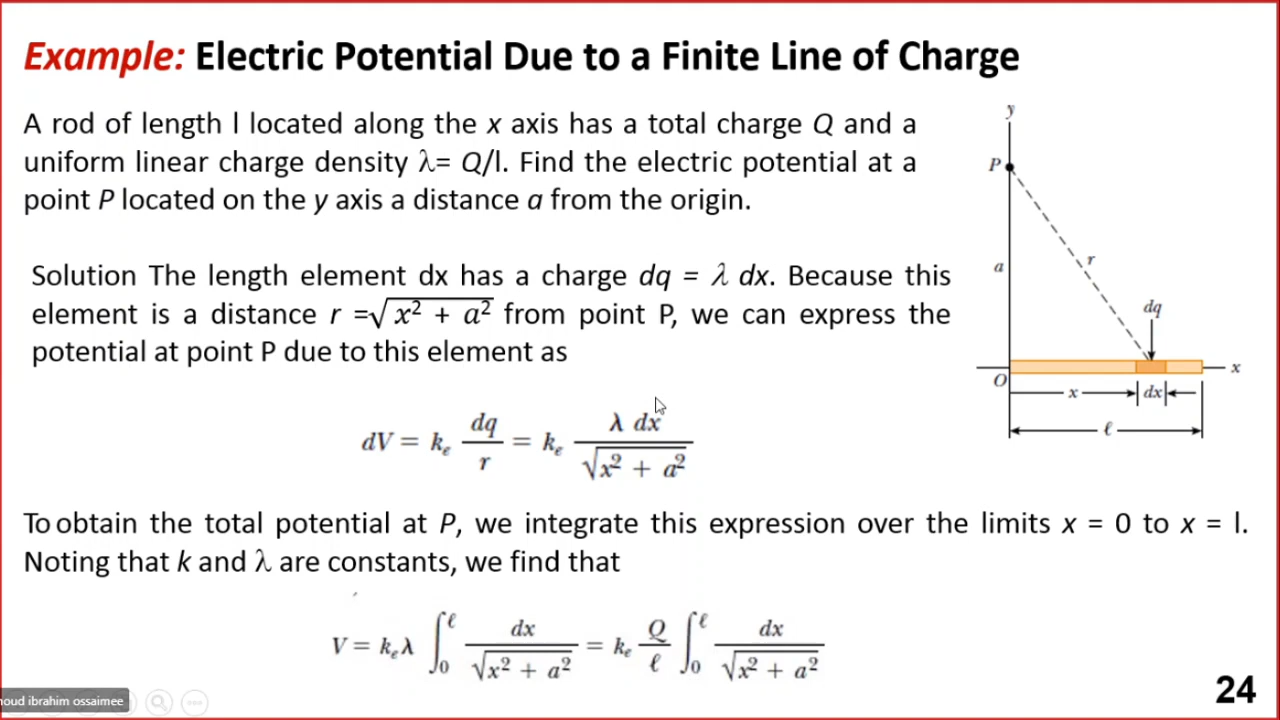 Example: Electric Potential Due to a Finite Line of Charge
A rod of length l located along the x axis has a total charge Q and a
uniform linear charge density λ= Q/l. Find the electric potential at a
point P located on the y axis a distance a from the origin.
Solution The length element dx has a charge dq = λ dx. Because this
element is a distance r =√x² + a² from point P, we can express the
potential at point P due to this element as
dV = kₑ dq/r = kₑ λ dx/√x² + a²
To obtain the total potential at P, we integrate this expression over the limits x = 0 to x = l.
Noting that k and λ are constants, we find that
V = kₑλ ∫₀^ℓ dx/√x² + a² = kₑ Q/ℓ ∫₀^ℓ dx/√x² + a²
y
P
a
r
dq
O
x
x
dx
ℓ
noud ibrahim ossaimee
24